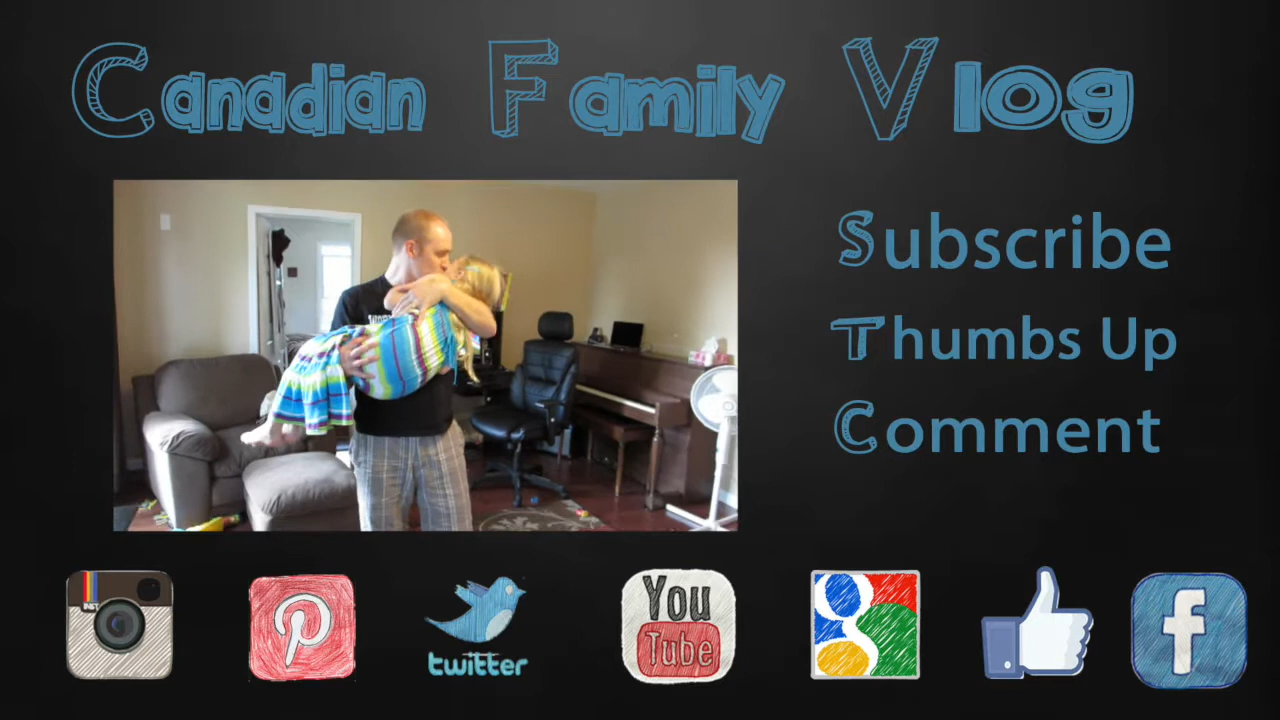 Canadian Family Vlog
Subscribe
Thumbs Up
Comment
INST
twitter
You
Tube